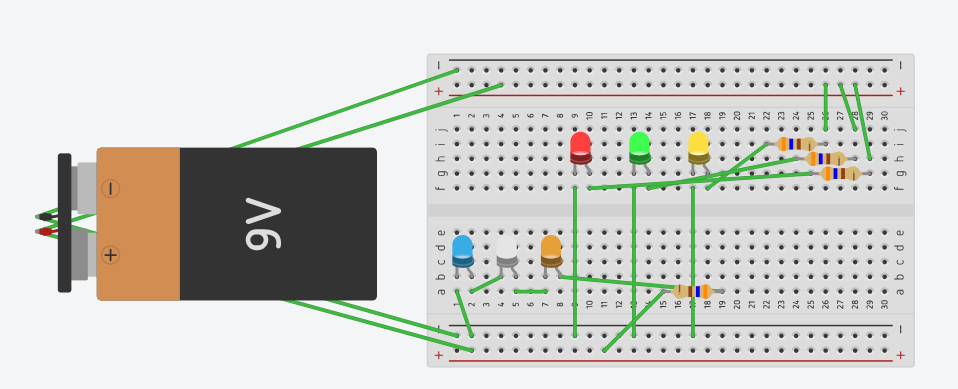 − −
+ +
1 2 3 4 5 6 7 8 9 10 11 12 13 14 15 16 17 18 19 20 21 22 23 24 25 26 27 28 29 30
j j
i i
h h
g g
f f
−
9V
+
e e
d d
c c
b b
a a
1 2 3 4 5 6 7 8 9 10 11 12 13 14 15 16 17 18 19 20 21 22 23 24 25 26 27 28 29 30
− −
+ +